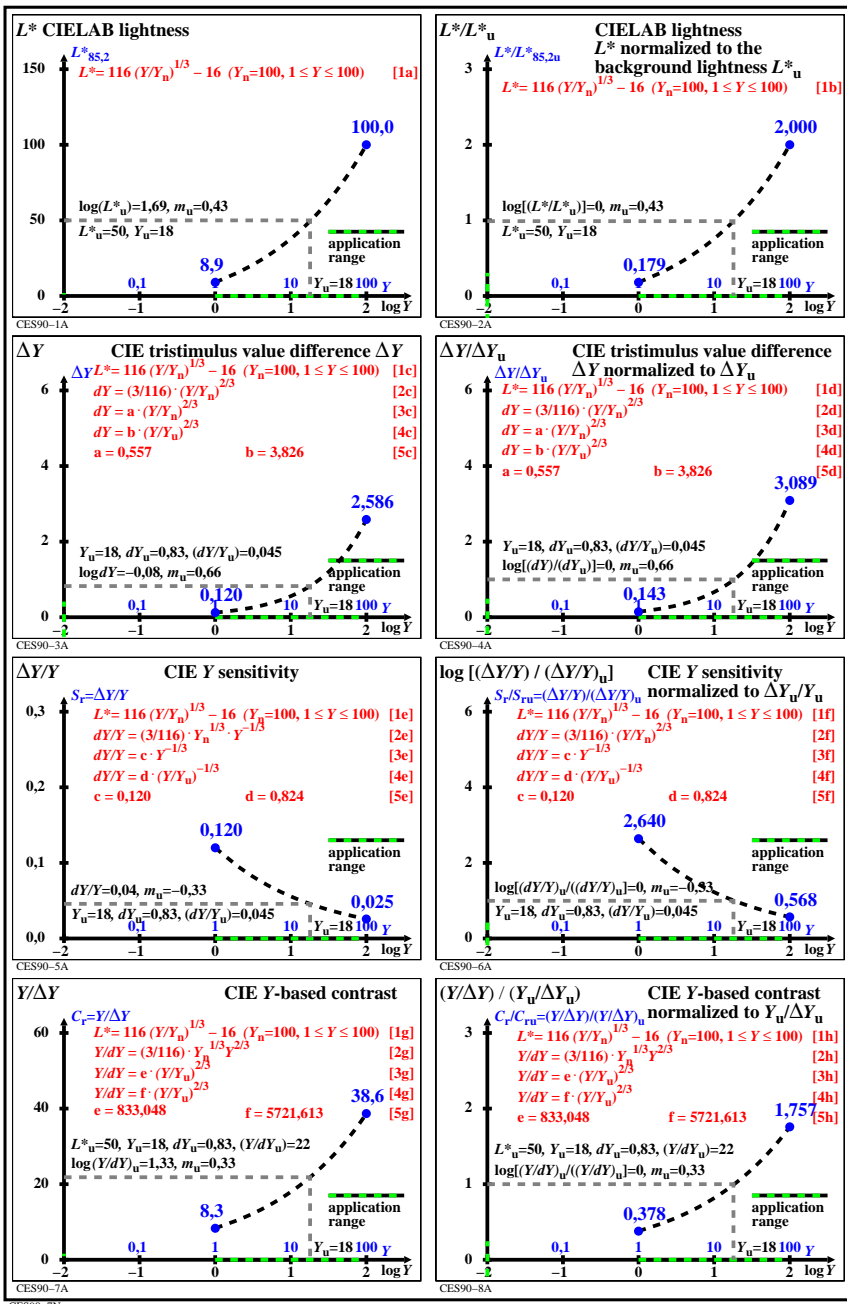 L* CIELAB lightness
L*85,2
150
L*= 116 (Y/Yn)1/3 – 16 (Yn=100, 1 ≤ Y ≤ 100) [1a]
100
100,0
log(L*u)=1,69, mu=0,43
50
L*u=50, Yu=18
application
range
8,9
0,1 10 Yu=18 100 Y
0
–2 –1 0 1 2 log Y
CES90–1A
L*/L*u CIELAB lightness
L* normalized to the
background lightness L*u
L*/L*85,2u
3
L*= 116 (Y/Yn)1/3 – 16 (Yn=100, 1 ≤ Y ≤ 100) [1b]
2
2,000
log[(L*/L*u)]=0, mu=0,43
1
L*u=50, Yu=18
application
range
0,179
0,1 10 Yu=18 100 Y
0
–2 –1 0 1 2 log Y
CES90–2A
ΔY CIE tristimulus value difference ΔY
ΔY L*= 116 (Y/Yn)1/3 – 16 (Yn=100, 1 ≤ Y ≤ 100) [1c]
6
dY = (3/116) · (Y/Yn)2/3 [2c]
dY = a · (Y/Yn)2/3 [3c]
dY = b · (Y/Yu)2/3 [4c]
a = 0,557 b = 3,826 [5c]
4
2,586
2
Yu=18, dYu=0,83, (dY/Yu)=0,045
log dY=–0,08, mu=0,66
application
range
0,120
0,1 1 10 Yu=18 100 Y
0
–2 –1 0 1 2 log Y
CES90–3A
ΔY/ΔYu CIE tristimulus value difference
ΔY normalized to ΔYu
ΔY/ΔYu
6
L*= 116 (Y/Yn)1/3 – 16 (Yn=100, 1 ≤ Y ≤ 100) [1d]
dY = (3/116) · (Y/Yn)2/3 [2d]
dY = a · (Y/Yn)2/3 [3d]
dY = b · (Y/Yu)2/3 [4d]
a = 0,557 b = 3,826 [5d]
4
3,089
2
Yu=18, dYu=0,83, (dY/Yu)=0,045
log[(dY)/(dYu)]=0, mu=0,66
application
range
0,143
0,1 1 10 Yu=18 100 Y
0
–2 –1 0 1 2 log Y
CES90–4A
ΔY/Y CIE Y sensitivity
Sr=ΔY/Y
0,3
L*= 116 (Y/Yn)1/3 – 16 (Yn=100, 1 ≤ Y ≤ 100) [1e]
dY/Y = (3/116) · Yn1/3 · Y–1/3 [2e]
dY/Y = c · Y–1/3 [3e]
0,2
dY/Y = d · (Y/Yu)–1/3 [4e]
c = 0,120 d = 0,824 [5e]
0,120
0,1
application
range
dY/Y=0,04, mu=–0,33
0,025
Yu=18, dYu=0,83, (dY/Yu)=0,045
0,1 1 10 Yu=18 100 Y
0,0
–2 –1 0 1 2 log Y
CES90–5A
log [(ΔY/Y) / (ΔY/Y)u] CIE Y sensitivity
normalized to ΔYu/Yu
Sr/Sru=(ΔY/Y)/(ΔY/Y)u
6
L*= 116 (Y/Yn)1/3 – 16 (Yn=100, 1 ≤ Y ≤ 100) [1f]
dY/Y = (3/116) · (Y/Yn)2/3 [2f]
dY/Y = c · Y–1/3 [3f]
4
dY/Y = d · (Y/Yu)–1/3 [4f]
c = 0,120 d = 0,824 [5f]
2,640
2
application
range
log[(dY/Y)u/((dY/Y)u]=0, mu=–0,33
0,568
Yu=18, dYu=0,83, (dY/Yu)=0,045
0,1 1 10 Yu=18 100 Y
0
–2 –1 0 1 2 log Y
CES90–6A
Y/ΔY CIE Y-based contrast
Cr=Y/ΔY
60
L*= 116 (Y/Yn)1/3 – 16 (Yn=100, 1 ≤ Y ≤ 100) [1g]
Y/dY = (3/116) · Yn1/3Y2/3 [2g]
Y/dY = e · (Y/Yu)2/3 [3g]
Y/dY = f · (Y/Yu)2/3 [4g]
e = 833,048 f = 5721,613 [5g]
40
38,6
L*u=50, Yu=18, dYu=0,83, (Y/dYu)=22
log(Y/dY)u=1,33, mu=0,33
20
application
range
8,3
0,1 1 10 Yu=18 100 Y
0
–2 –1 0 1 2 log Y
CES90–7A
(Y/ΔY) / (Yu/ΔYu) CIE Y-based contrast
normalized to Yu/ΔYu
Cr/Cru=(Y/ΔY)/(Y/ΔY)u
3
L*= 116 (Y/Yn)1/3 – 16 (Yn=100, 1 ≤ Y ≤ 100) [1h]
Y/dY = (3/116) · Yn1/3Y2/3 [2h]
Y/dY = e · (Y/Yu)2/3 [3h]
Y/dY = f · (Y/Yu)2/3 [4h]
e = 833,048 f = 5721,613 [5h]
2
1,757
L*u=50, Yu=18, dYu=0,83, (Y/dYu)=22
log[(Y/dY)u/((Y/dY)u]=0, mu=0,33
1
application
range
0,378
0,1 1 10 Yu=18 100 Y
0
–2 –1 0 1 2 log Y
CES90–8A